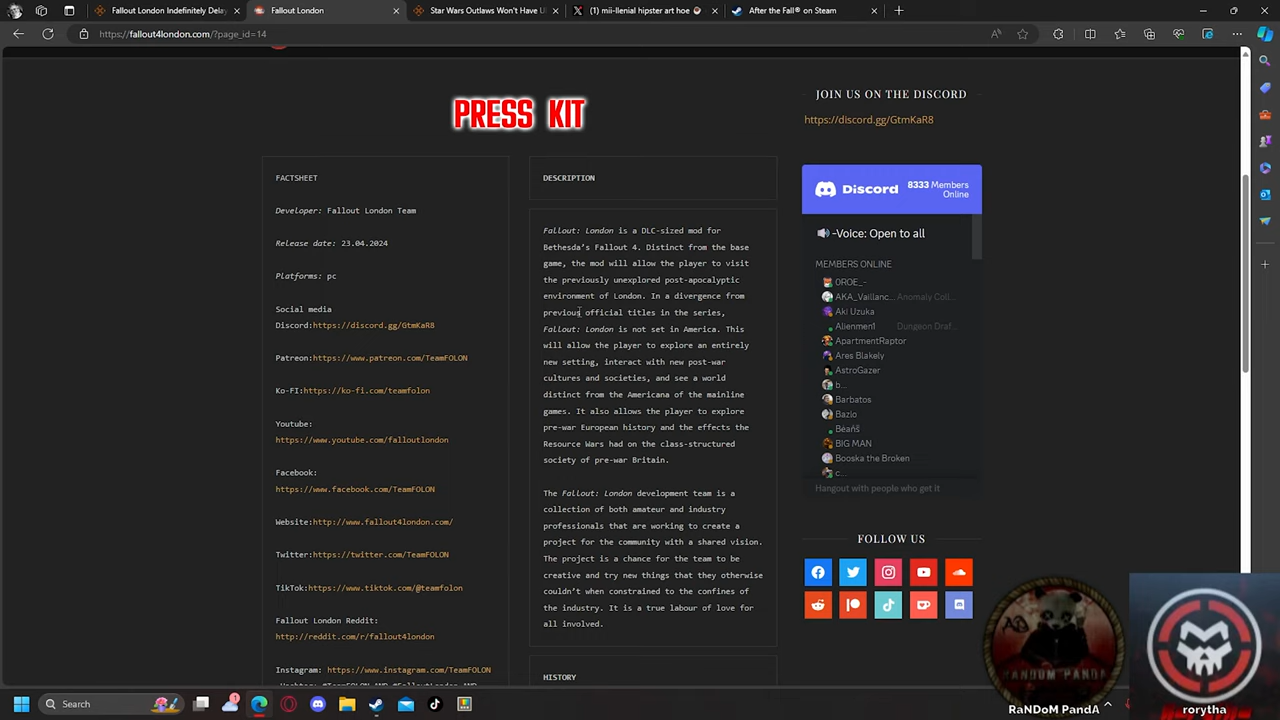 Fallout London Indefinitely Dela
Fallout London
Star Wars Outlaws Won't Have U
(1) mii-llenial hipster art hoe
After the Fall® on Steam
https://fallout4london.com/?page_id=14
PRESS KIT
FACTSHEET
Developer: Fallout London Team
Release date: 23.04.2024
Platforms: pc
Social media
Discord:https://discord.gg/GtmKaR8
Patreon:https://www.patreon.com/TeamFOLON
Ko-FI:https://ko-fi.com/teamfolon
Youtube:
https://www.youtube.com/falloutlondon
Facebook:
https://www.facebook.com/TeamFOLON
Website:http://www.fallout4london.com/
Twitter:https://twitter.com/TeamFOLON
TikTok:https://www.tiktok.com/@teamfolon
Fallout London Reddit:
http://reddit.com/r/fallout4london
Instagram: https://www.instagram.com/TeamFOLON
DESCRIPTION
Fallout: London is a DLC-sized mod for
Bethesda's Fallout 4. Distinct from the base
game, the mod will allow the player to visit
the previously unexplored post-apocalyptic
environment of London. In a divergence from
previous official titles in the series,
Fallout: London is not set in America. This
will allow the player to explore an entirely
new setting, interact with new post-war
cultures and societies, and see a world
distinct from the Americana of the mainline
games. It also allows the player to explore
pre-war European history and the effects the
Resource Wars had on the class-structured
society of pre-war Britain.
The Fallout: London development team is a
collection of both amateur and industry
professionals that are working to create a
project for the community with a shared vision.
The project is a chance for the team to be
creative and try new things that they otherwise
couldn't when constrained to the confines of
the industry. It is a true labour of love for
all involved.
HISTORY
JOIN US ON THE DISCORD
https://discord.gg/GtmKaR8
Discord
8333 Members
Online
-Voice: Open to all
MEMBERS ONLINE
0ROE_-
AKA_Vaillanc... Anomaly Coll...
Aki Uzuka
Alienmen1 Dungeon Draf...
ApartmentRaptor
Ares Blakely
AstroGazer
b...
Barbatos
Bazlo
Béañš
BIG MAN
Booska the Broken
c...
Hangout with people who get it
FOLLOW US
RANDOM PANDA
RaNDoM PandA
rorytha
Search